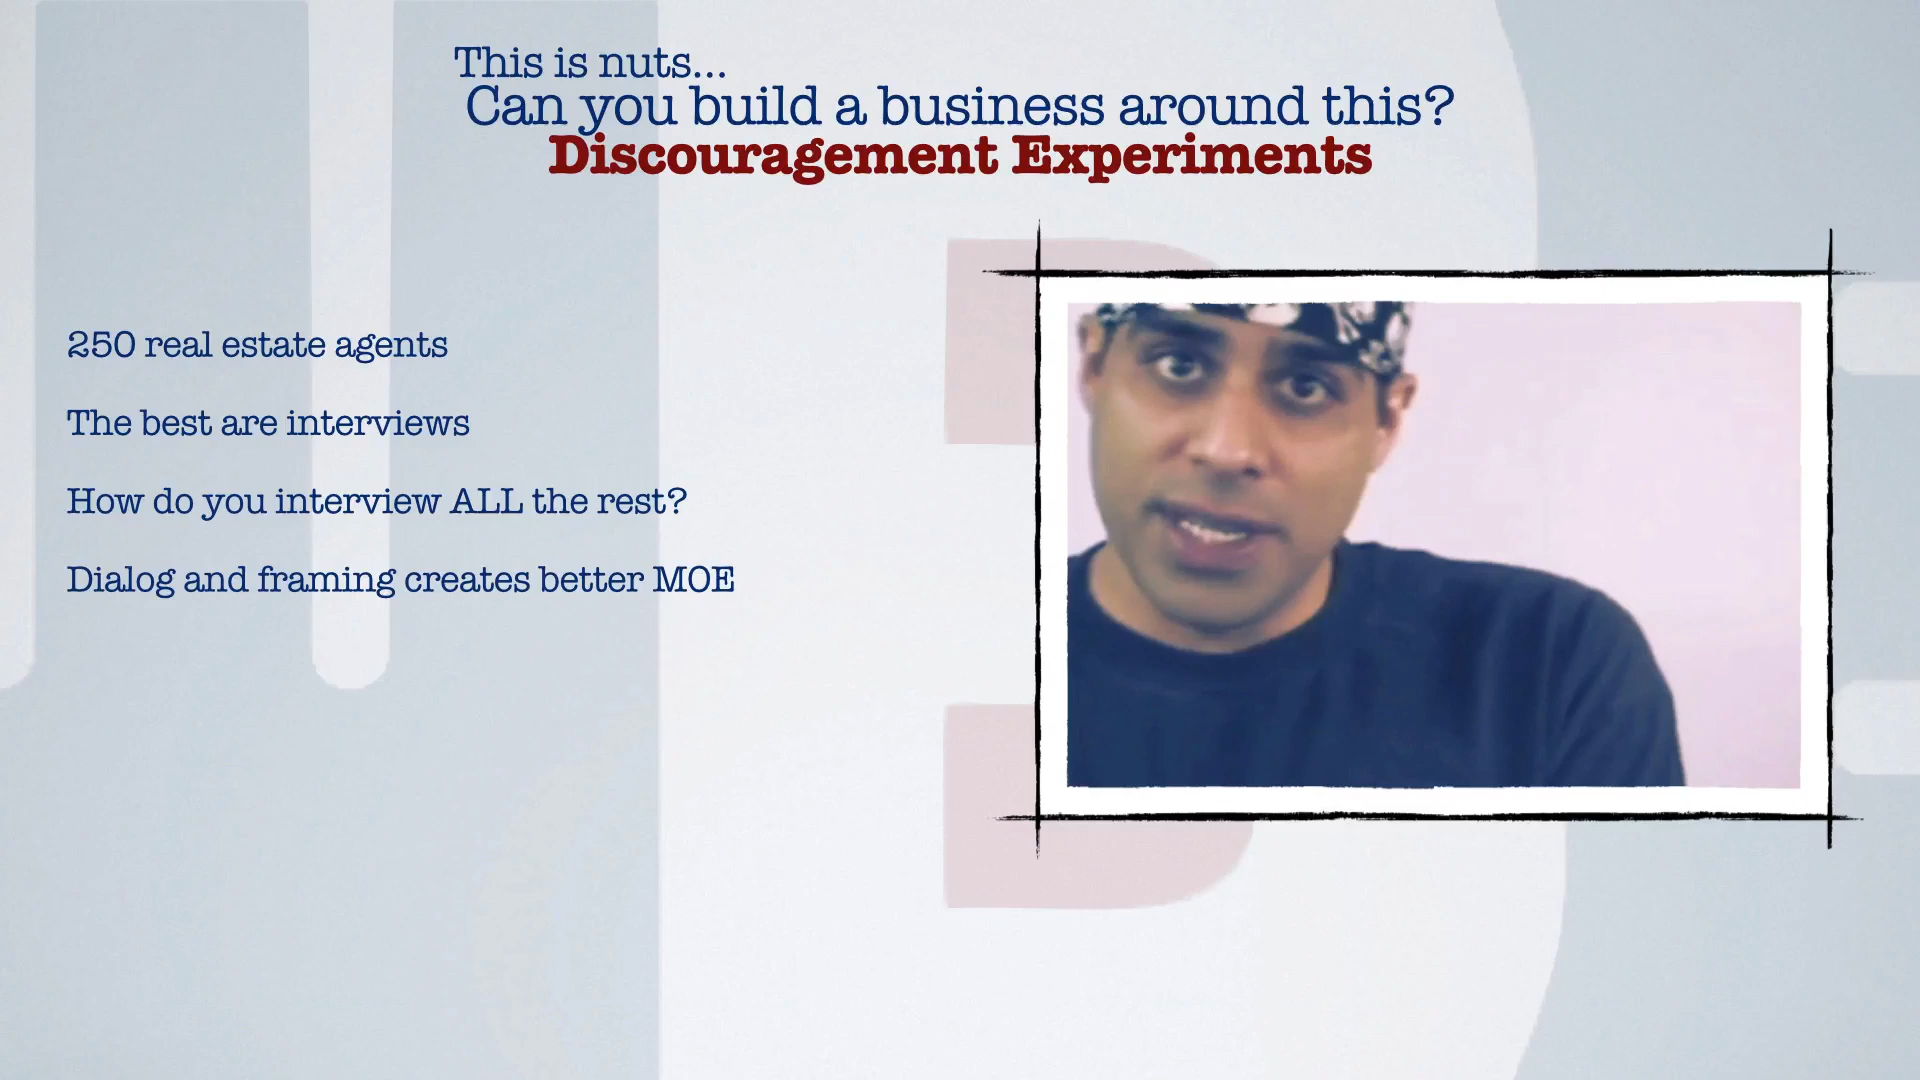 This is nuts...
Can you build a business around this?
Discouragement Experiments
250 real estate agents
The best are interviews
How do you interview ALL the rest?
Dialog and framing creates better MOE